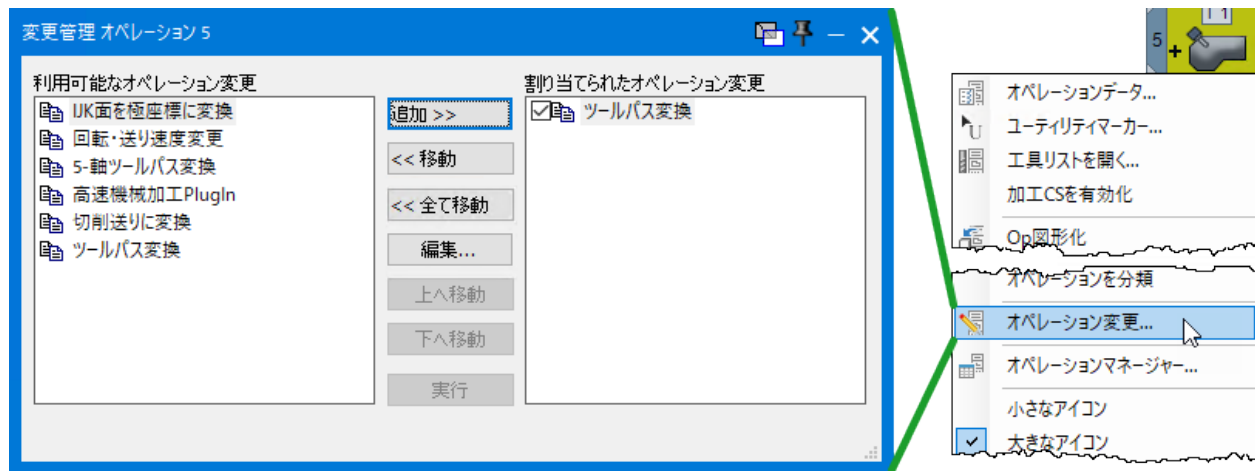 変更管理 オペレーション 5
利用可能なオペレーション変更
IJK面を極座標に変換
回転・送り速度変更
5-軸ツールパス変換
高速機械加工PlugIn
切削送りに変換
ツールパス変換
追加 >>
<< 移動
<< 全て移動
編集...
上へ移動
下へ移動
実行
割り当てられたオペレーション変更
ツールパス変換
5
オペレーションデータ...
ユーティリティマーカー...
工具リストを開く...
加工CSを有効化
Op図形化
オペレーションを分類
オペレーション変更...
オペレーションマネージャー...
小さなアイコン
大きなアイコン